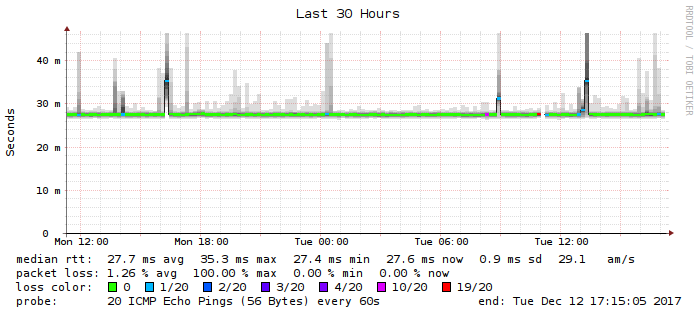 Last 30 Hours
RRDTOOL / TOBI OETIKER
Seconds
40 m
30 m
20 m
10 m
0
Mon 12:00 Mon 18:00 Tue 00:00 Tue 06:00 Tue 12:00
median rtt: 27.7 ms avg 35.3 ms max 27.4 ms min 27.6 ms now 0.9 ms sd 29.1 am/s
packet loss: 1.26 % avg 100.00 % max 0.00 % min 0.00 % now
loss color: 0 1/20 2/20 3/20 4/20 10/20 19/20
probe: 20 ICMP Echo Pings (56 Bytes) every 60s end: Tue Dec 12 17:15:05 2017